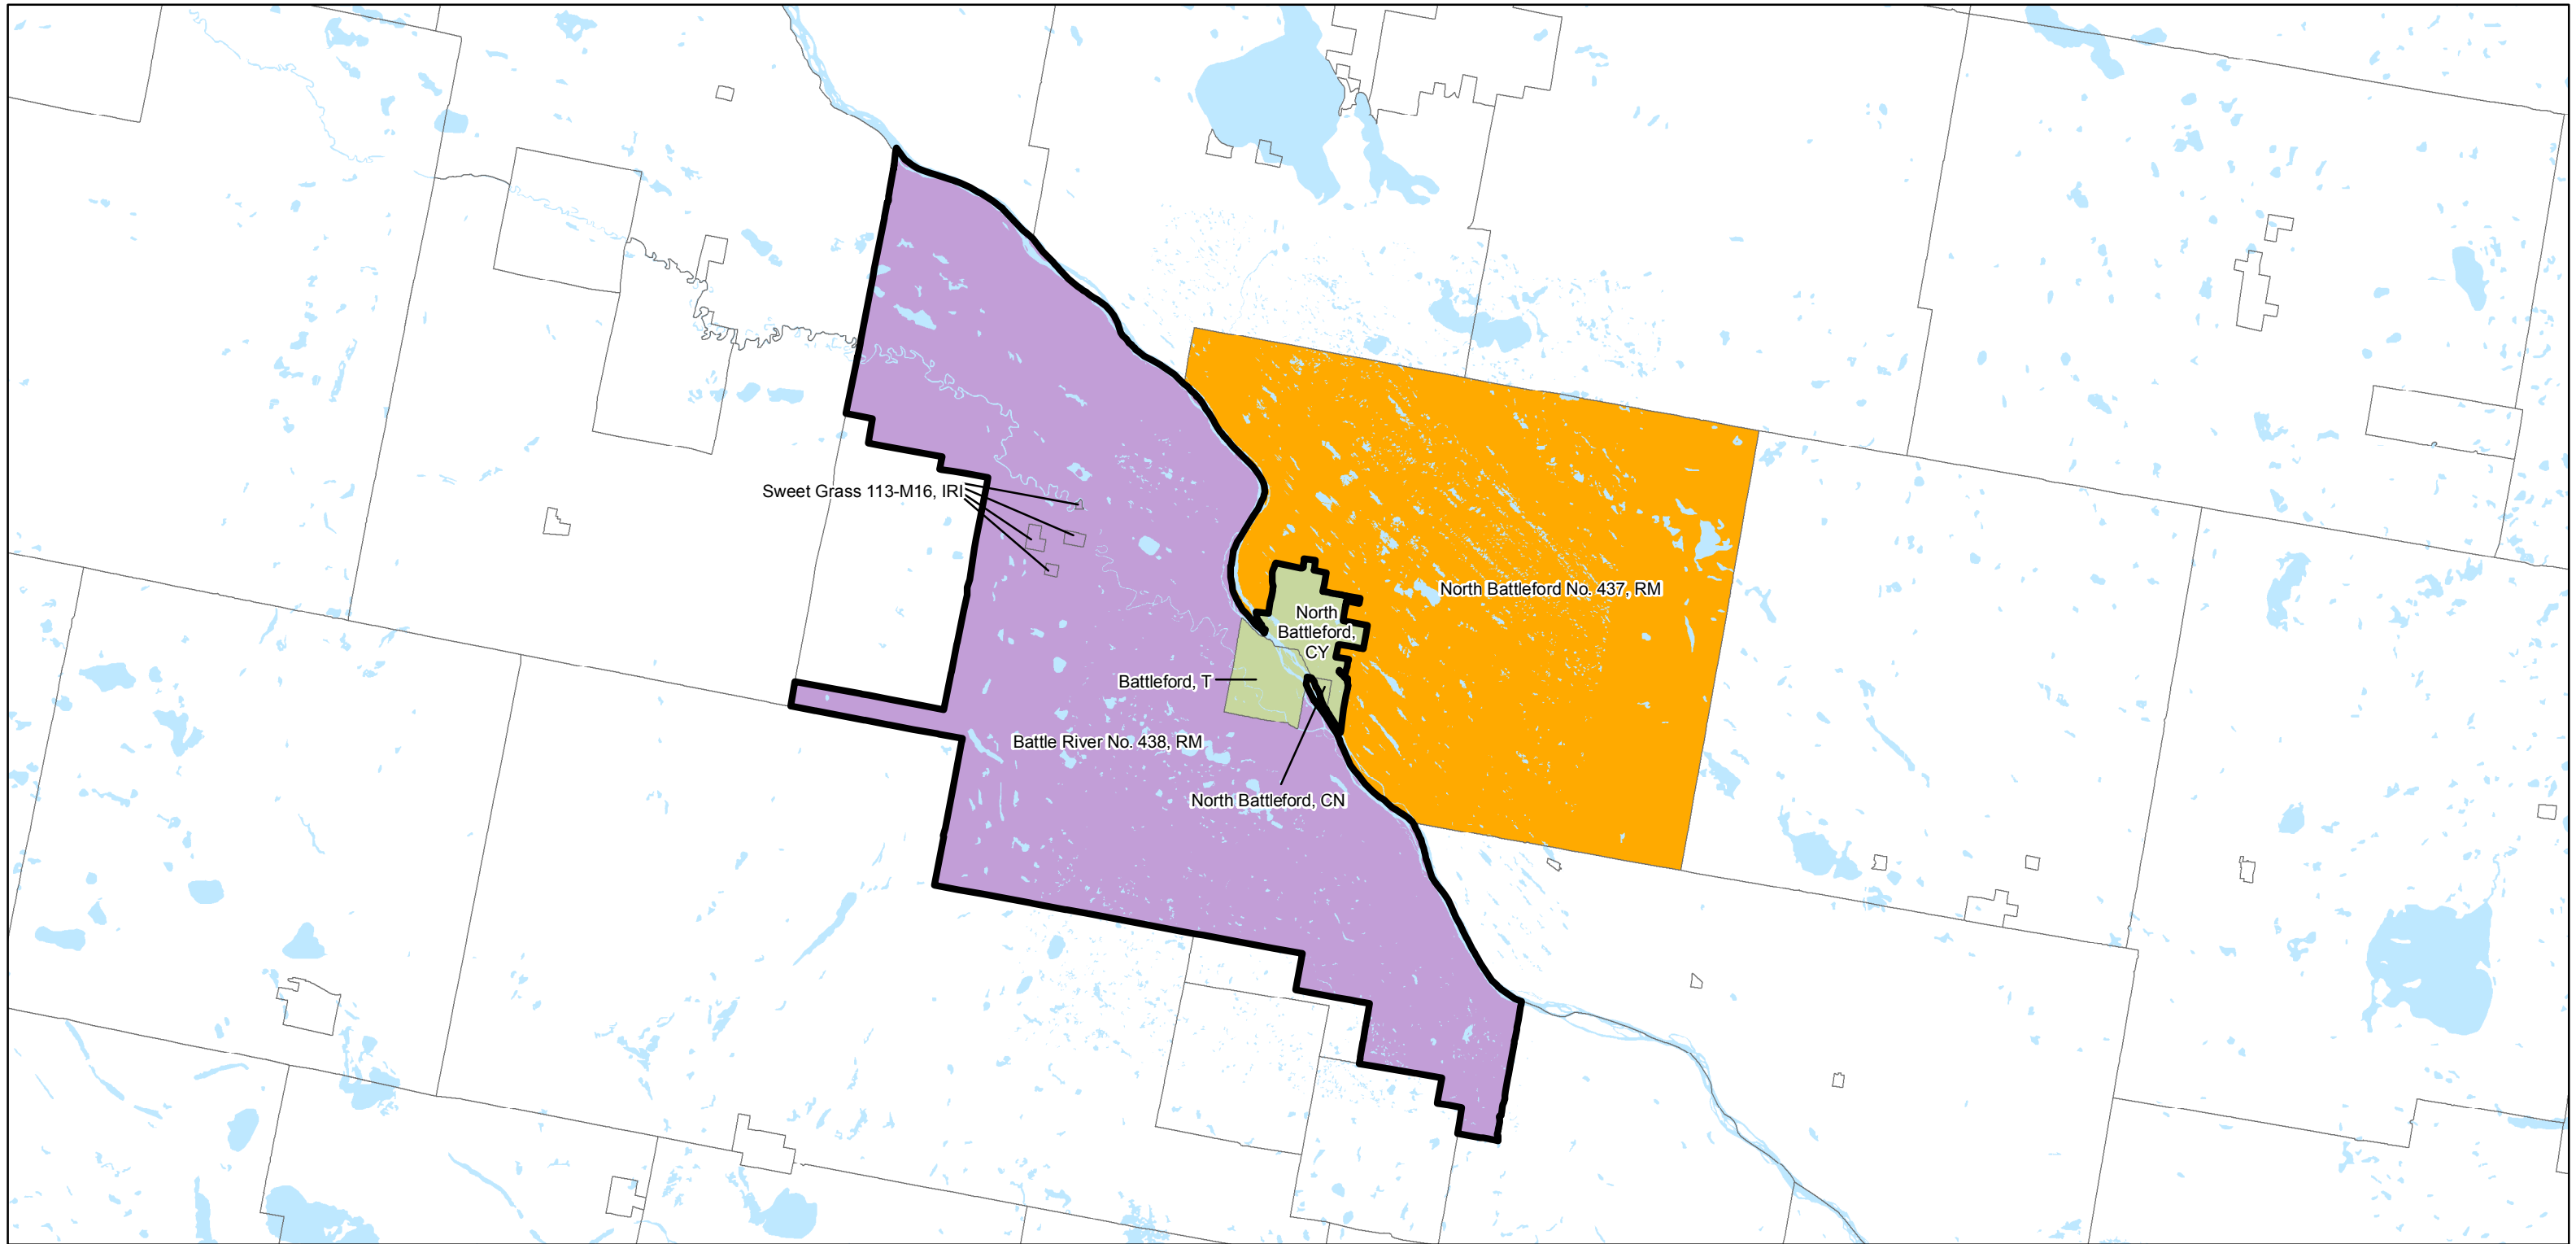 Sweet Grass 113-M16, IRI
North Battleford No. 437, RM
North
Battleford,
CY
Battleford, T
Battle River No. 438, RM
North Battleford, CN